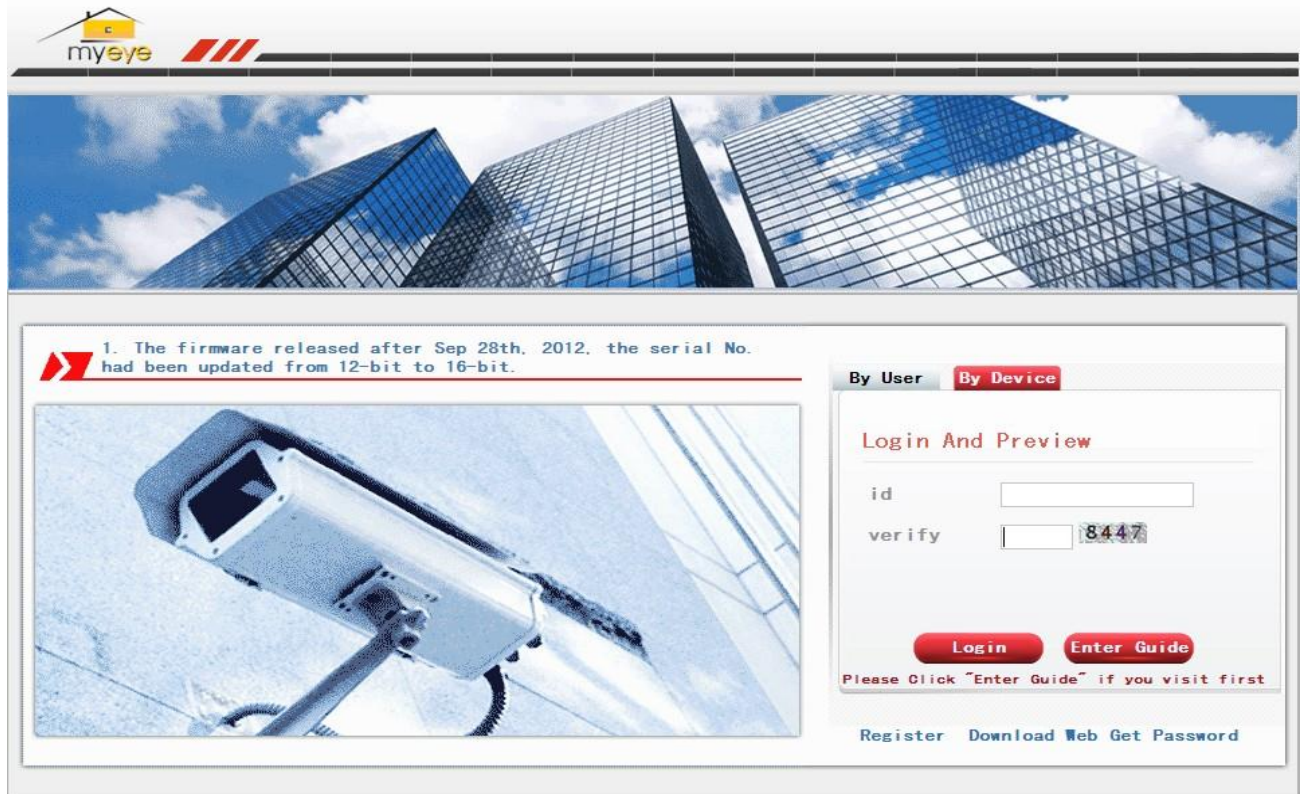 myeye
1. The firmware released after Sep 28th, 2012, the serial No.
had been updated from 12-bit to 16-bit.
By User By Device
Login And Preview
id
verify 8447
Login Enter Guide
Please Click "Enter Guide" if you visit first
Register Download Web Get Password